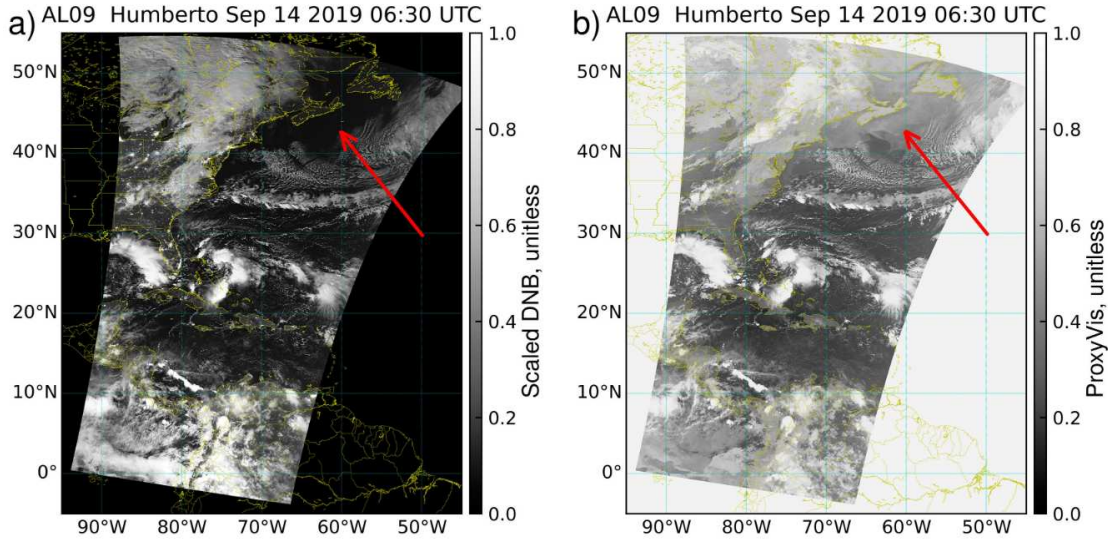 a) AL09 Humberto Sep 14 2019 06:30 UTC
50°N
40°N
30°N
20°N
10°N
0°
90°W 80°W 70°W 60°W 50°W
1.0
0.8
0.6
0.4
0.2
0.0
Scaled DNB, unitless
b) AL09 Humberto Sep 14 2019 06:30 UTC
50°N
40°N
30°N
20°N
10°N
0°
90°W 80°W 70°W 60°W 50°W
1.0
0.8
0.6
0.4
0.2
0.0
ProxyVis, unitless